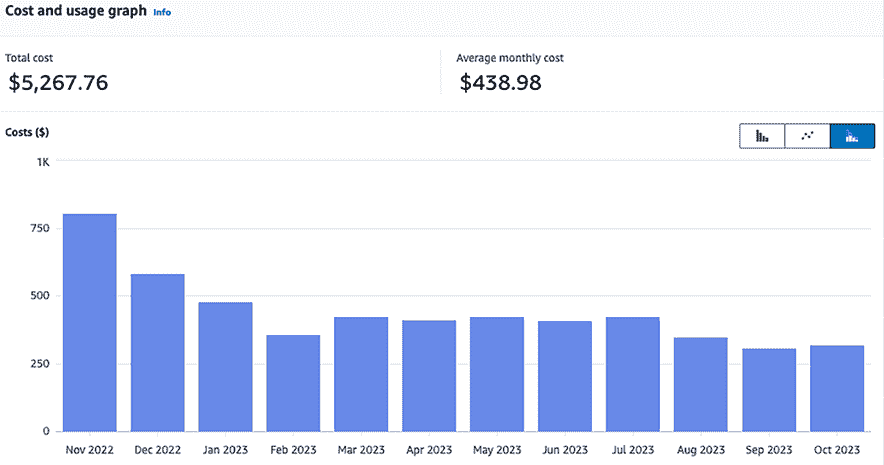 Cost and usage graph Info
Total cost
$5,267.76
Average monthly cost
$438.98
Costs ($)
1K
750
500
250
0
Nov 2022 Dec 2022 Jan 2023 Feb 2023 Mar 2023 Apr 2023 May 2023 Jun 2023 Jul 2023 Aug 2023 Sep 2023 Oct 2023